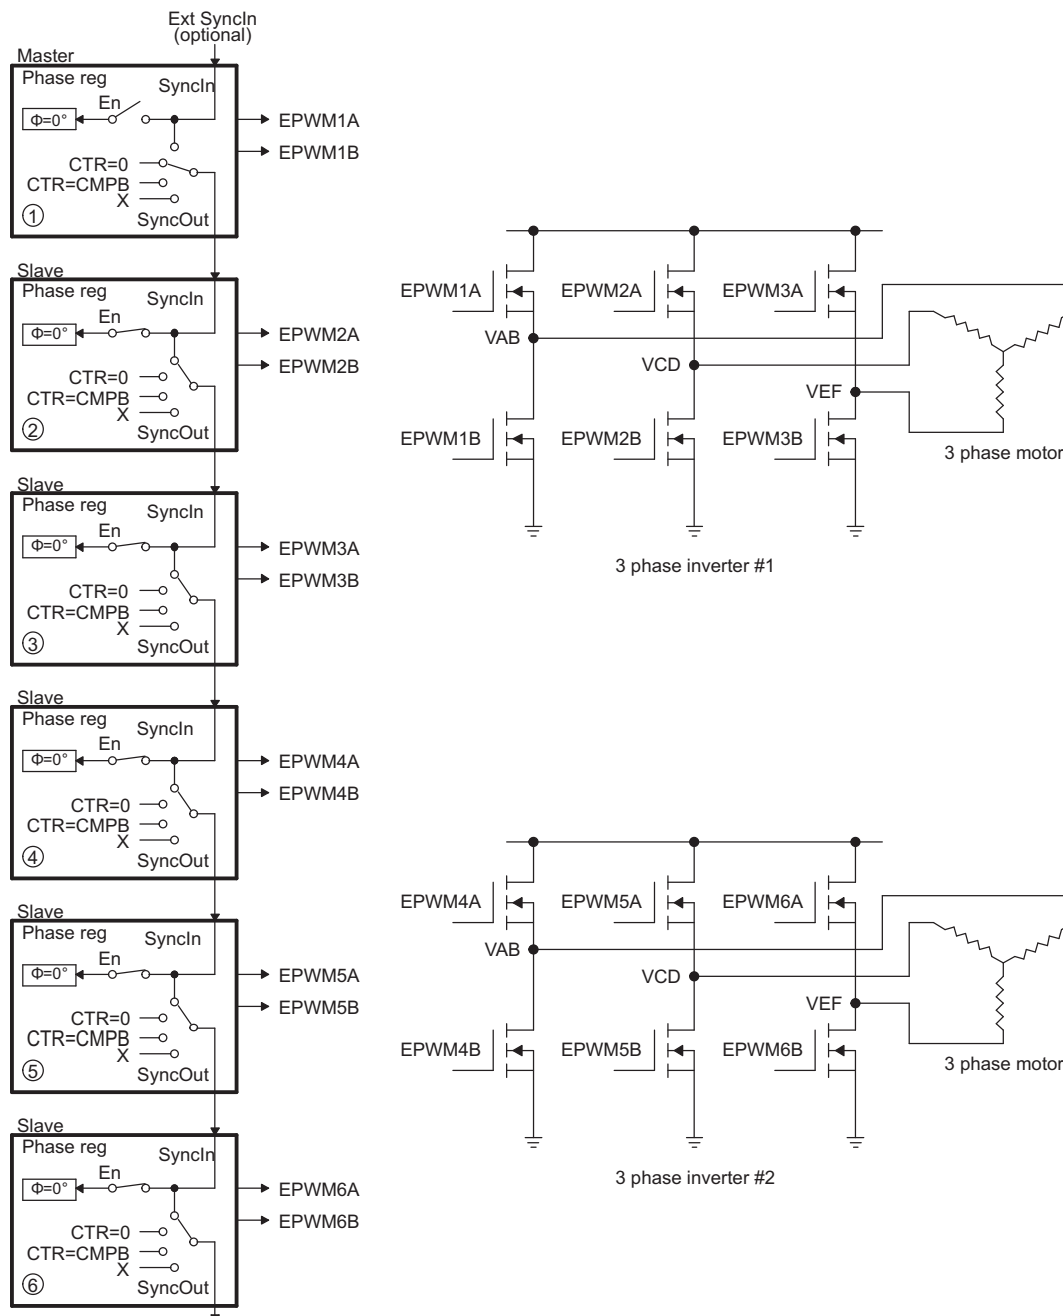 Ext SyncIn
(optional)
Master
Phase reg
SyncIn
En
Φ=0°
EPWM1A
EPWM1B
CTR=0
CTR=CMPB
X
1
SyncOut
Slave
Phase reg
SyncIn
En
Φ=0°
EPWM2A
EPWM2B
CTR=0
CTR=CMPB
X
2
SyncOut
Slave
Phase reg
SyncIn
En
Φ=0°
EPWM3A
EPWM3B
CTR=0
CTR=CMPB
X
3
SyncOut
Slave
Phase reg
SyncIn
En
Φ=0°
EPWM4A
EPWM4B
CTR=0
CTR=CMPB
X
4
SyncOut
Slave
Phase reg
SyncIn
En
Φ=0°
EPWM5A
EPWM5B
CTR=0
CTR=CMPB
X
5
SyncOut
Slave
Phase reg
SyncIn
En
Φ=0°
EPWM6A
EPWM6B
CTR=0
CTR=CMPB
X
6
SyncOut
EPWM1A
EPWM2A
EPWM3A
VAB
VCD
VEF
EPWM1B
EPWM2B
EPWM3B
3 phase motor
3 phase inverter #1
EPWM4A
EPWM5A
EPWM6A
VAB
VCD
VEF
EPWM4B
EPWM5B
EPWM6B
3 phase motor
3 phase inverter #2